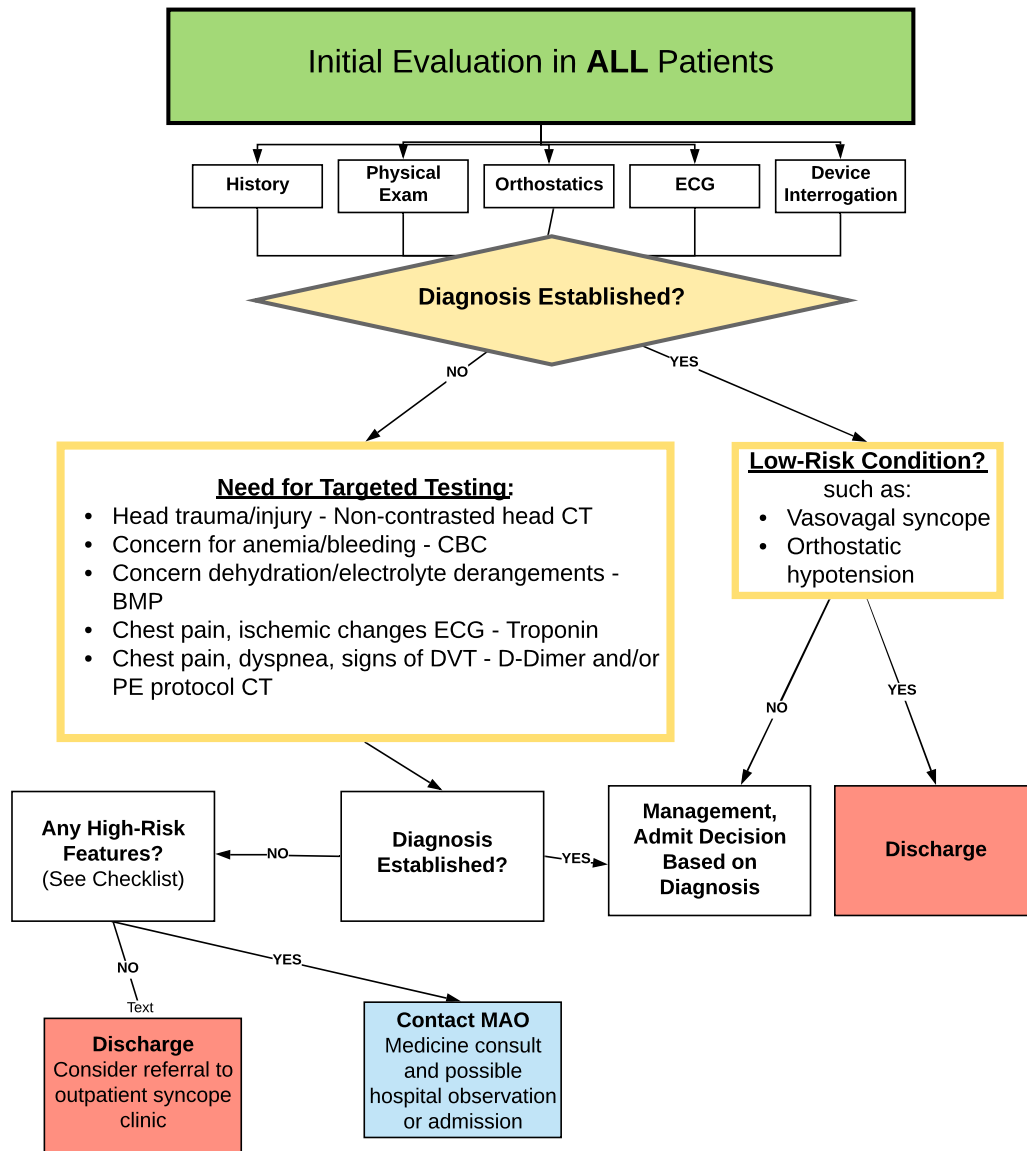 Initial Evaluation in ALL Patients
History
Physical
Exam
Orthostatics
ECG
Device
Interrogation
Diagnosis Established?
NO
YES
Need for Targeted Testing:
• Head trauma/injury - Non-contrasted head CT
• Concern for anemia/bleeding - CBC
• Concern dehydration/electrolyte derangements -
BMP
• Chest pain, ischemic changes ECG - Troponin
• Chest pain, dyspnea, signs of DVT - D-Dimer and/or
PE protocol CT
Low-Risk Condition?
such as:
• Vasovagal syncope
• Orthostatic
hypotension
NO
YES
Any High-Risk
Features?
(See Checklist)
NO
Diagnosis
Established?
YES
Management,
Admit Decision
Based on
Diagnosis
Discharge
NO
YES
Text
Discharge
Consider referral to
outpatient syncope
clinic
Contact MAO
Medicine consult
and possible
hospital observation
or admission